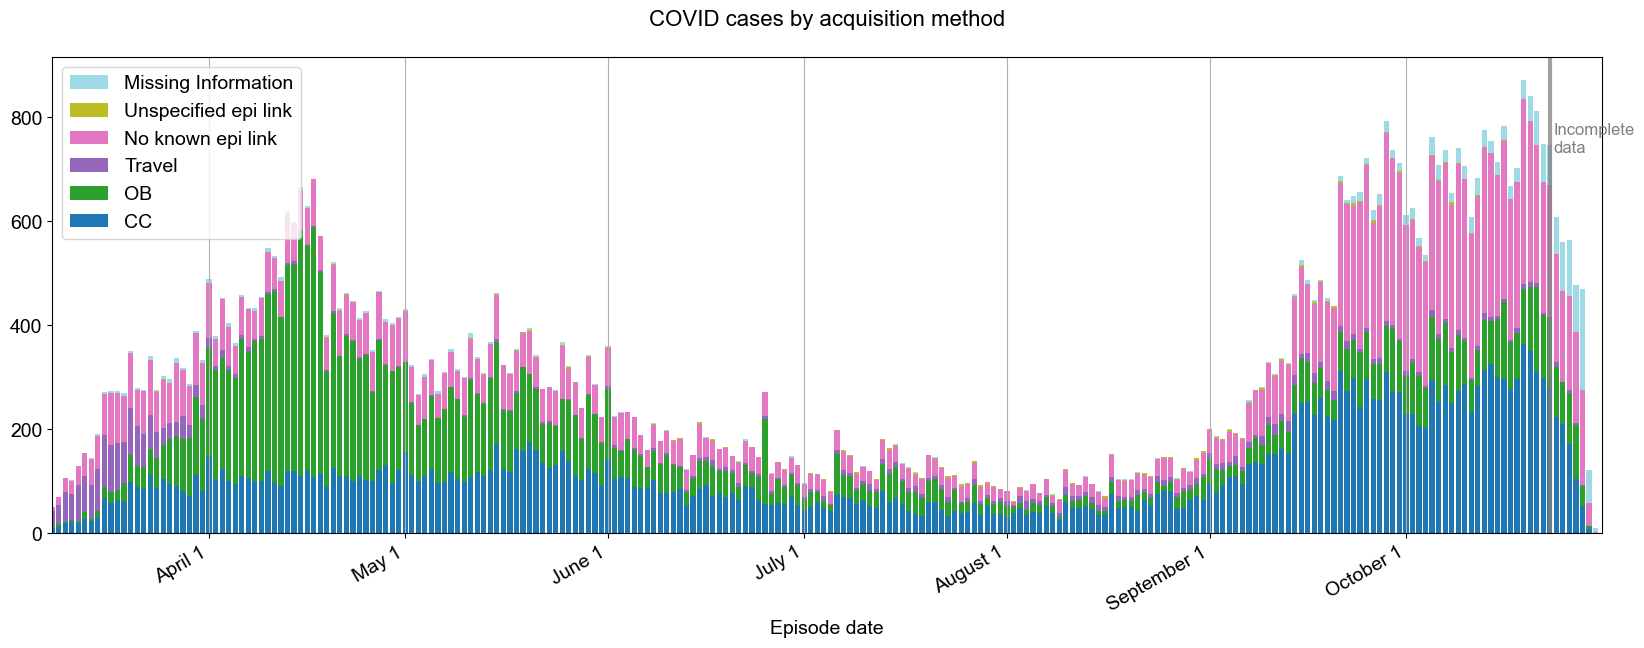 COVID cases by acquisition method
Missing Information
Unspecified epi link
No known epi link
Travel
OB
CC
800
600
400
200
0
Incomplete
data
April 1
May 1
June 1
July 1
August 1
September 1
October 1
Episode date